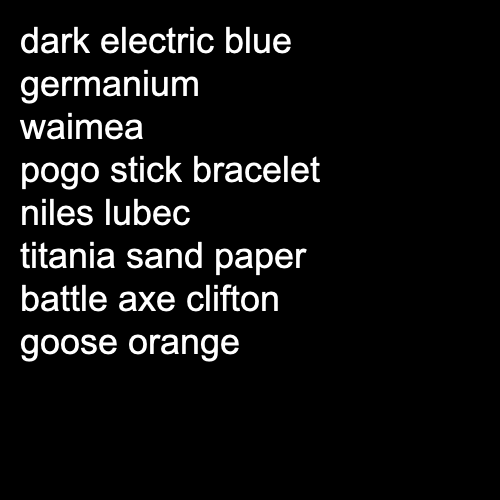 dark electric blue
germanium
waimea
pogo stick bracelet
niles lubec
titania sand paper
battle axe clifton
goose orange